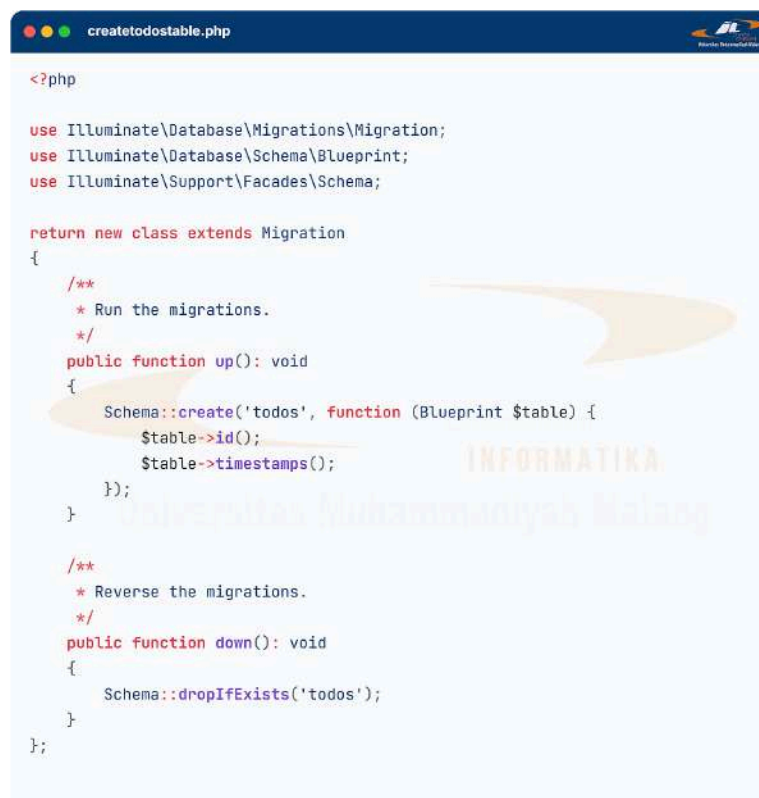 createtodostable.php
<?php
use Illuminate\Database\Migrations\Migration;
use Illuminate\Database\Schema\Blueprint;
use Illuminate\Support\Facades\Schema;
return new class extends Migration
{
    /**
     * Run the migrations.
     */
    public function up(): void
    {
        Schema::create('todos', function (Blueprint $table) {
            $table->id();
            $table->timestamps();
        });
    }
    /**
     * Reverse the migrations.
     */
    public function down(): void
    {
        Schema::dropIfExists('todos');
    }
};
INFORMATIKA
Universitas Muhammadiyah Malang